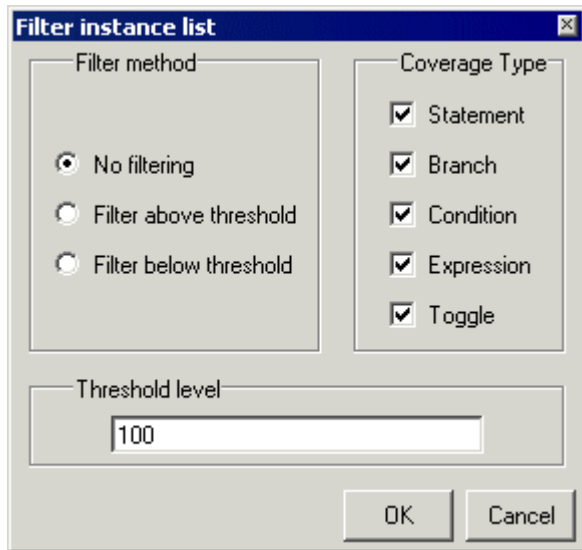 Filter instance list
Filter method
No filtering
Filter above threshold
Filter below threshold
Coverage Type
Statement
Branch
Condition
Expression
Toggle
Threshold level
100
OK
Cancel